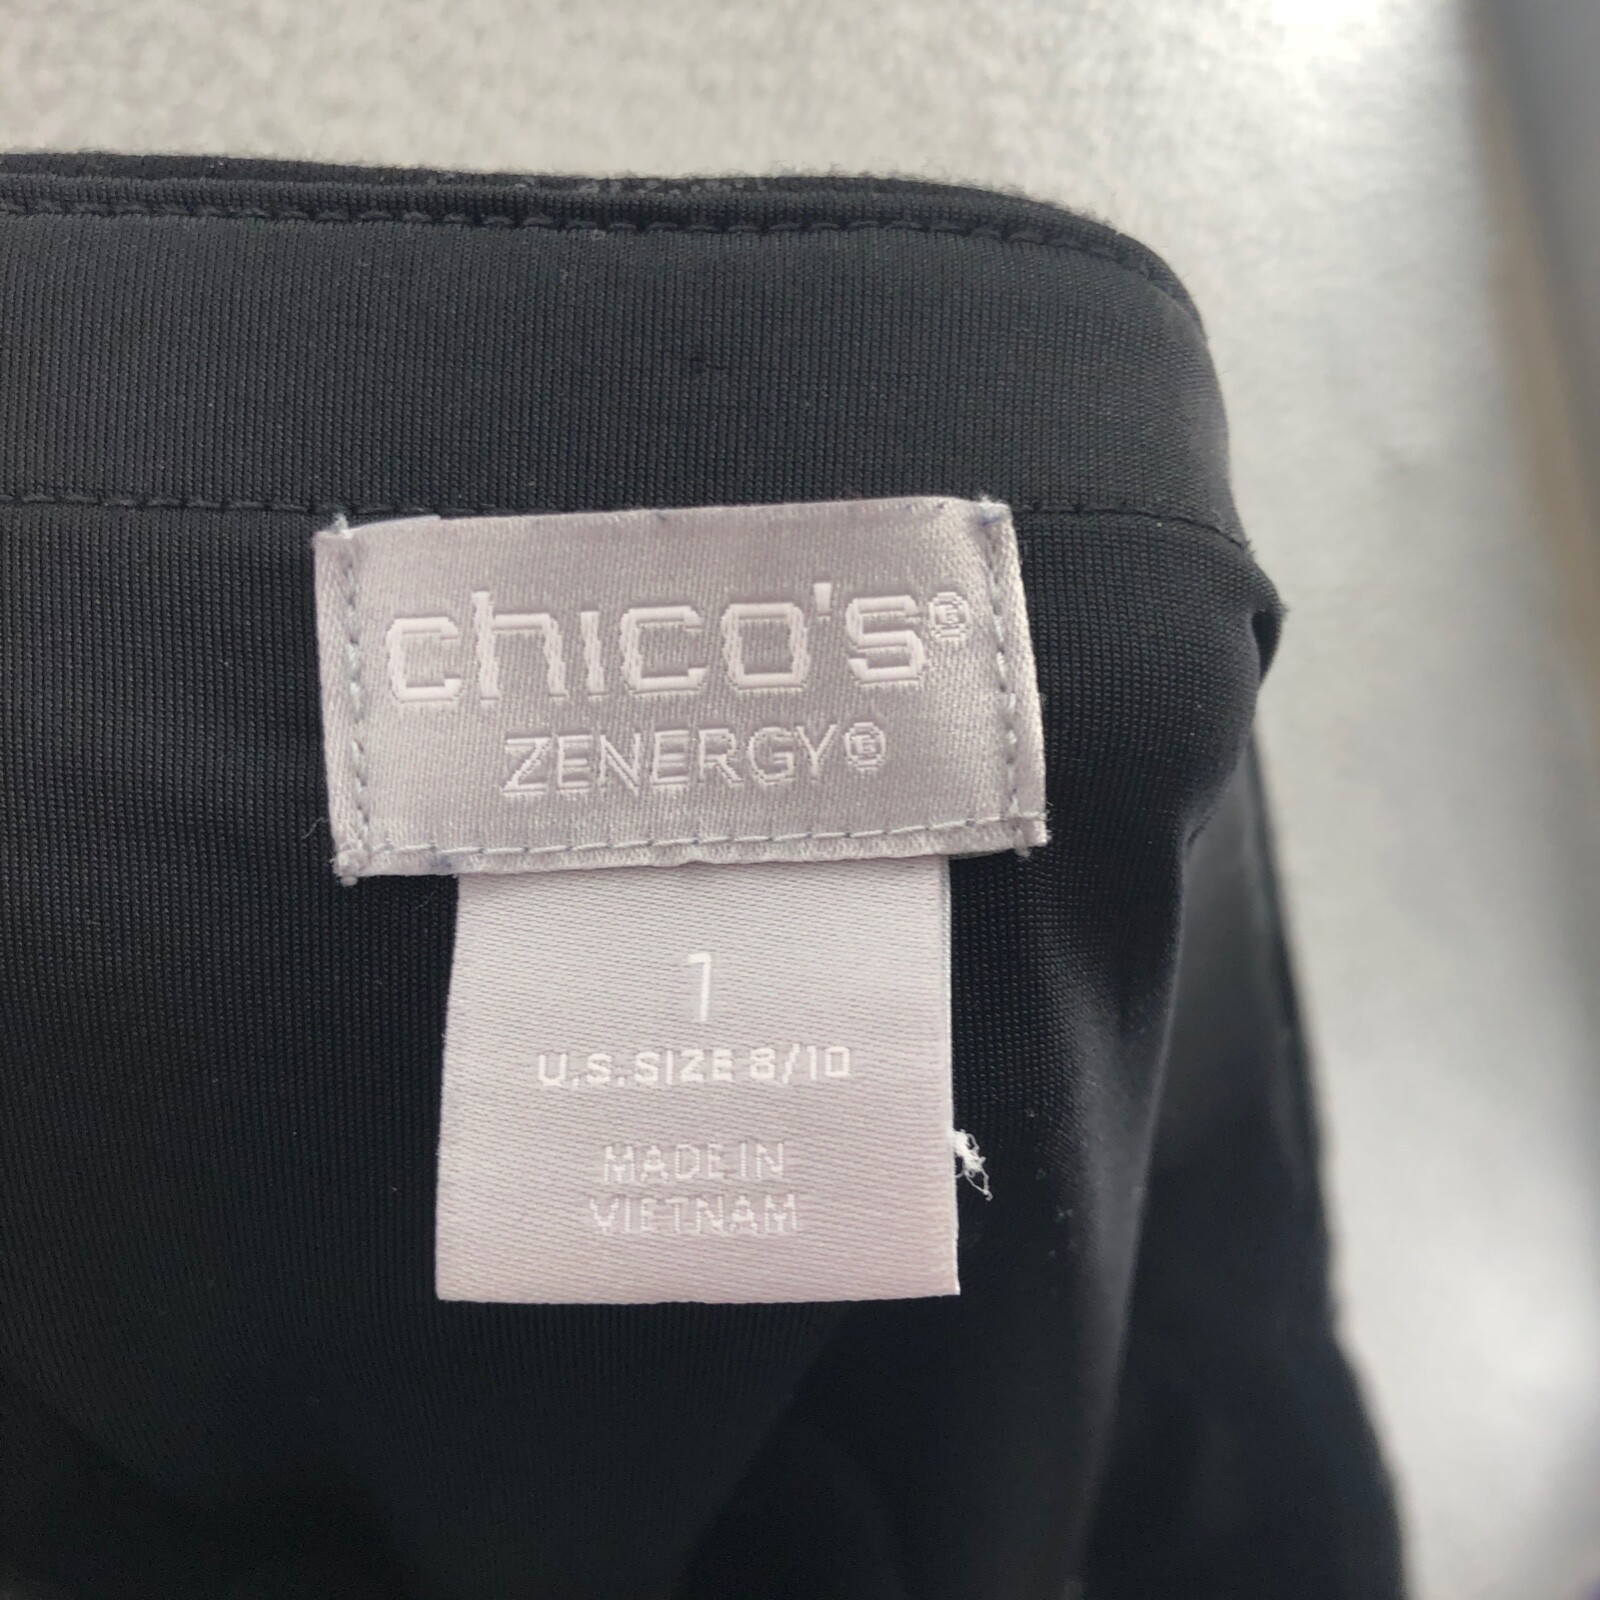 chico's®
ZENERGY®
1
U.S.SIZE 8/10
MADE IN
VIETNAM